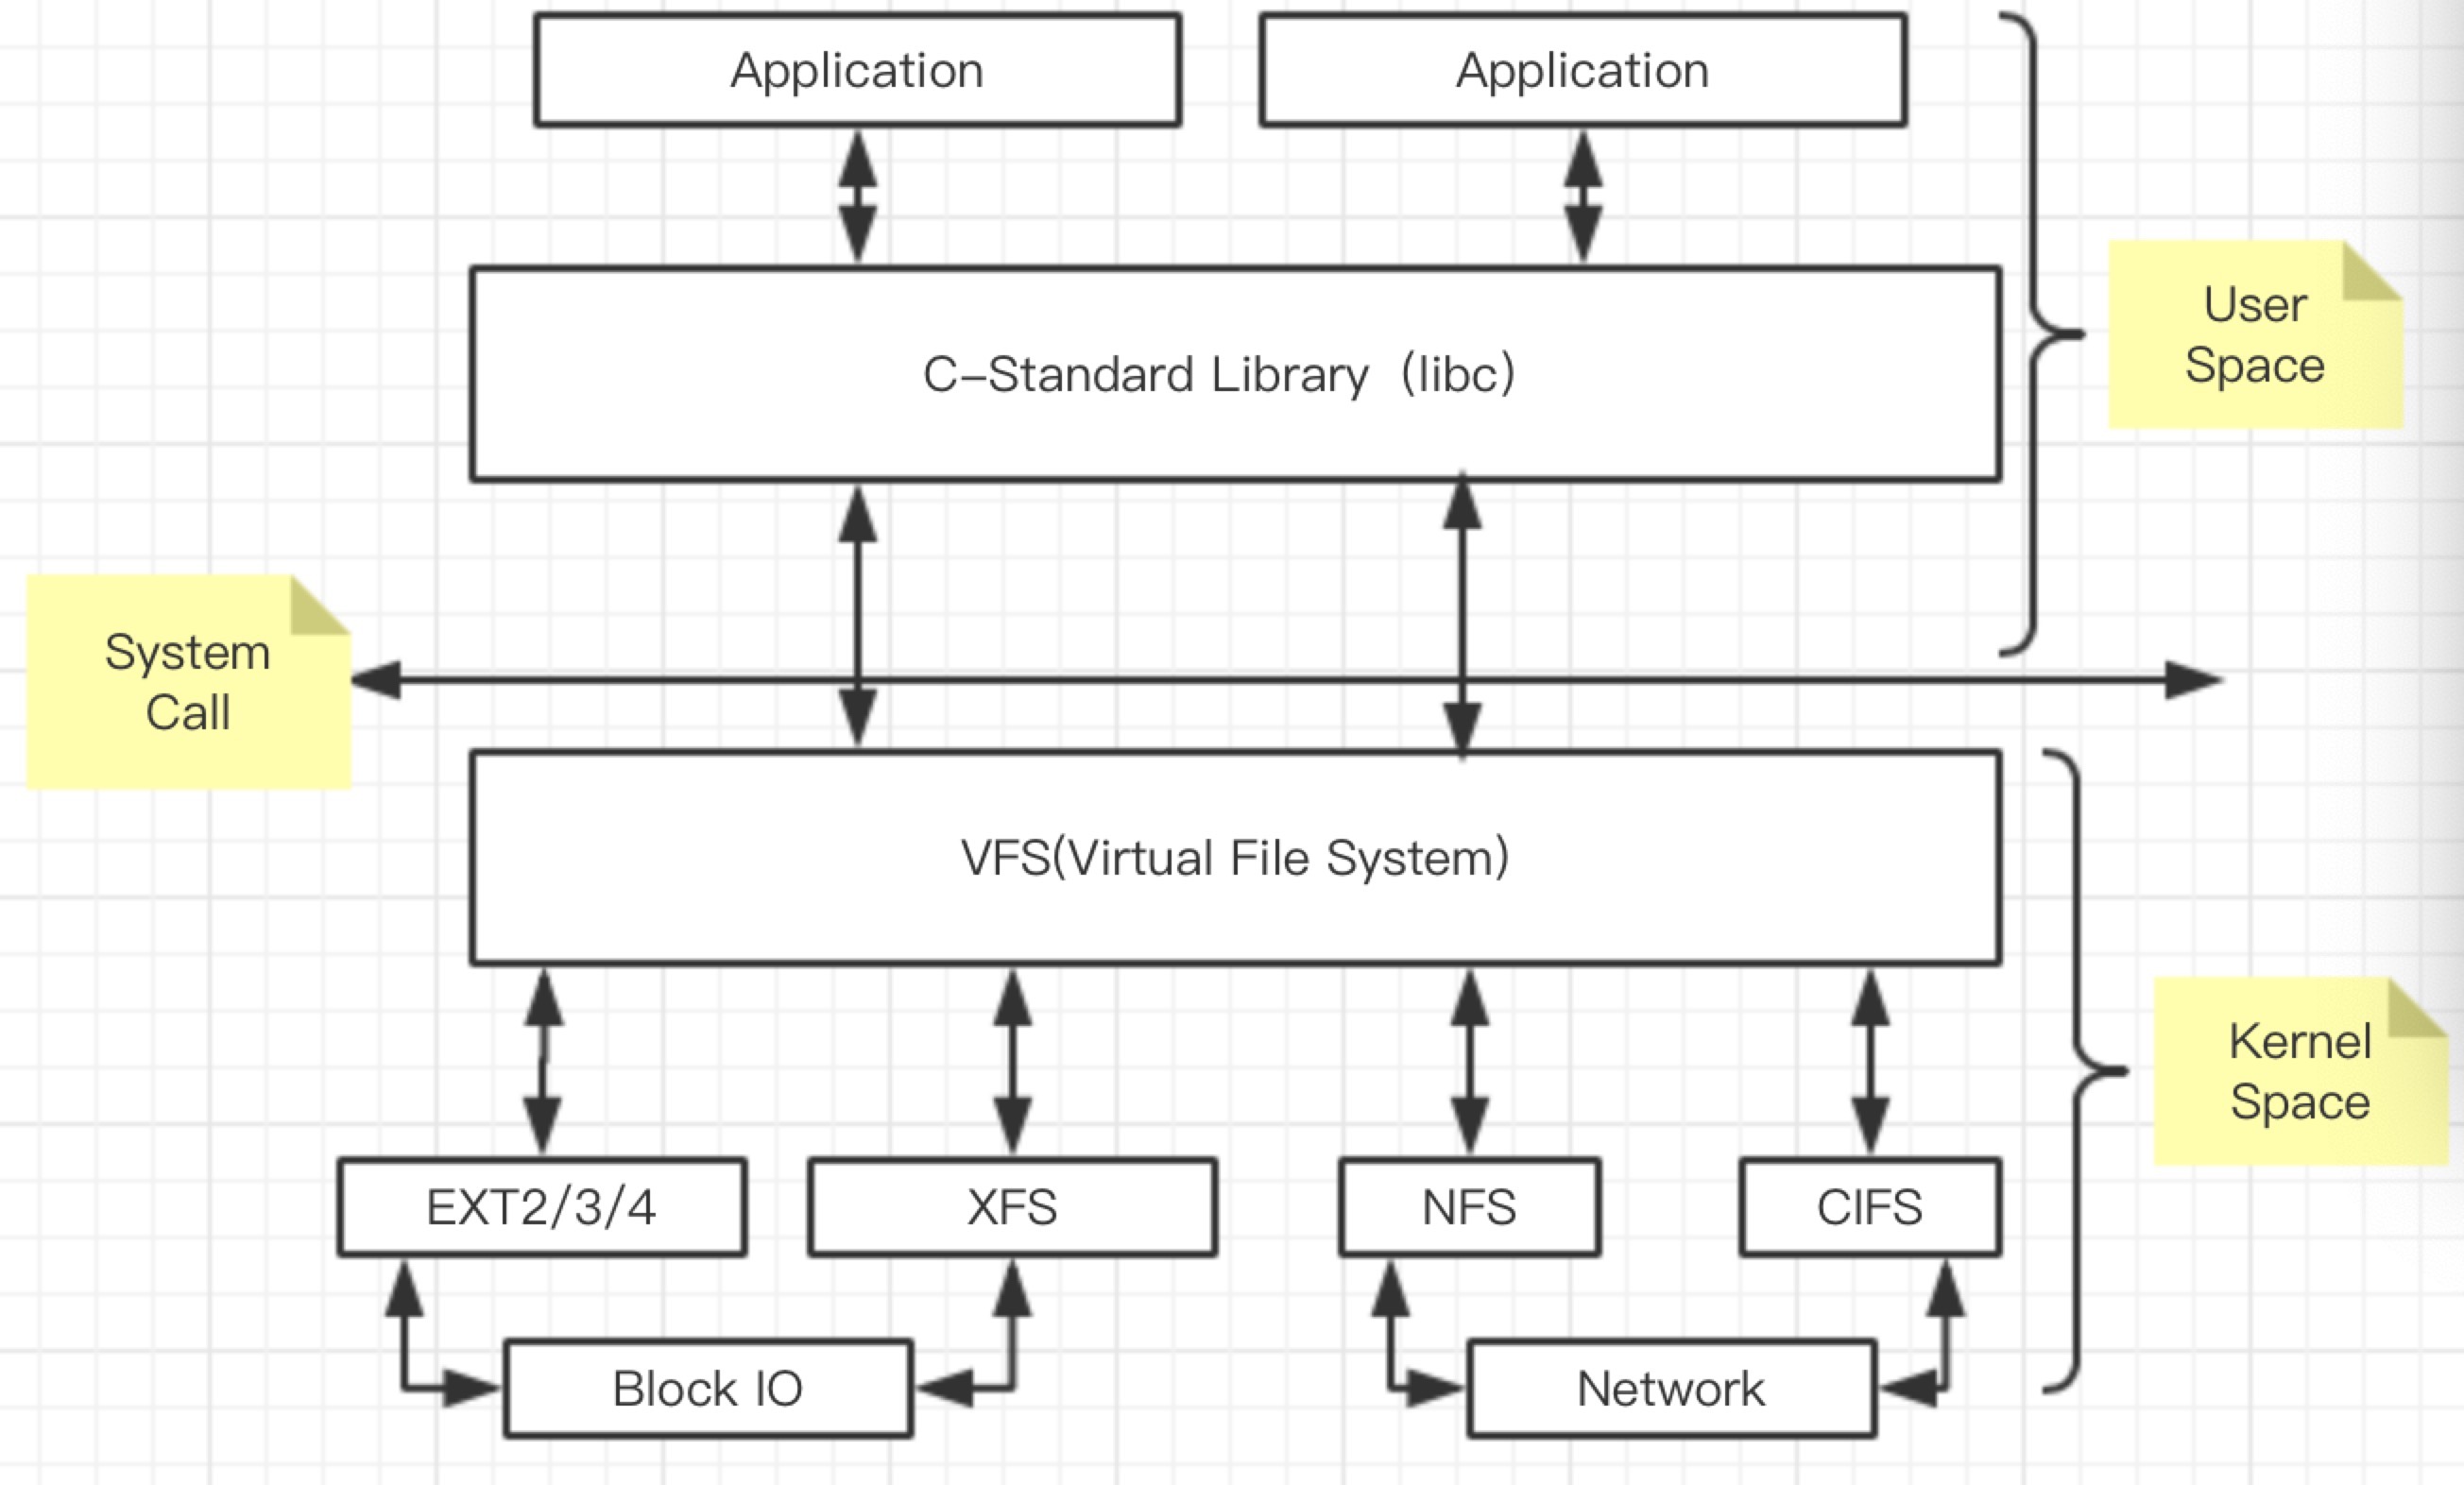 Application
Application
C-Standard Library (libc)
User
Space
System
Call
VFS(Virtual File System)
Kernel
Space
EXT2/3/4
XFS
NFS
CIFS
Block IO
Network